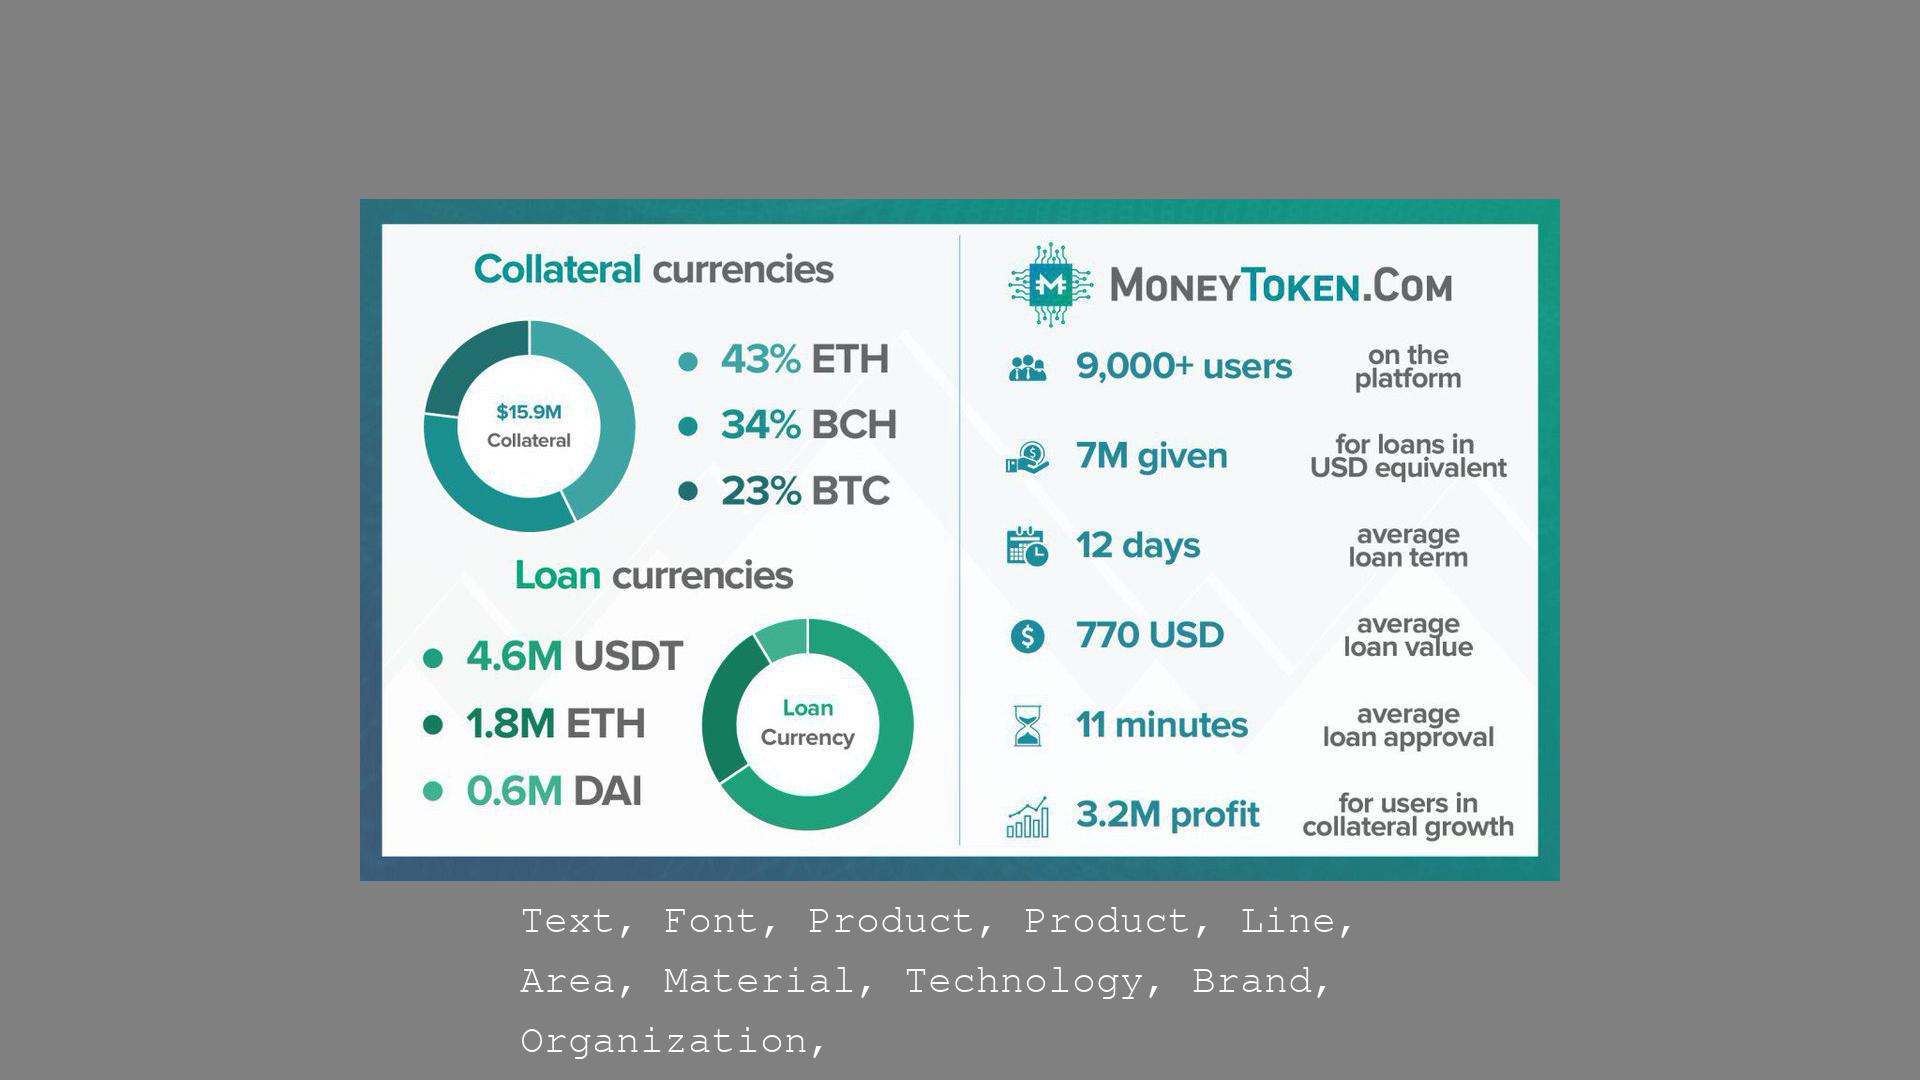 Collateral currencies
$15.9M
Collateral
43% ETH
34% BCH
23% BTC
Loan currencies
4.6M USDT
1.8M ETH
0.6M DAI
Loan
Currency
MONEYTOKEN.COM
9,000+ users
on the
platform
7M given
for loans in
USD equivalent
12 days
average
loan term
770 USD
average
loan value
11 minutes
average
loan approval
3.2M profit
for users in
collateral growth
Text, Font, Product, Product, Line,
Area, Material, Technology, Brand,
Organization,